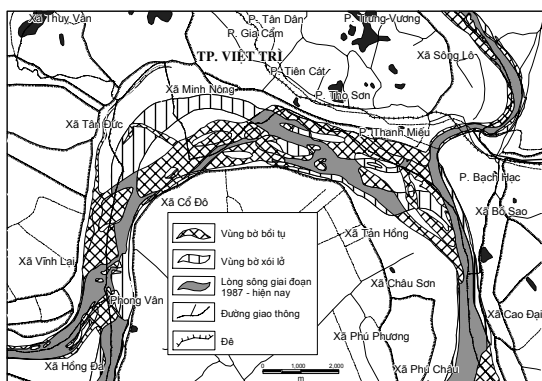 Xã Thuỵ Vân
P- Tân Dân
R. Gia Cẩm
P. Trưng Vương
TP. VIỆT TRÌ
Xã Sông Lô
P- Tiên Cát
Xã Minh Nông
P. Thọ Sơn
Xã Tân Đức
P. Thanh Miếu
P. Bạch Hạc
Xã Cổ Đô
Xã Bồ Sao
Xã Tản Hồng
Xã Vĩnh Lại
Xã Châu Sơn
Phong Vân
Xã Cao Đại
Xã Phú Phương
Xã Hồng Đà
Xã Phú Châu
Vùng bờ bồi tụ
Vùng bờ xói lở
Lòng sông giai đoạn
1987 - hiện nay
Đường giao thông
Đê
0 1.000 2.000
m